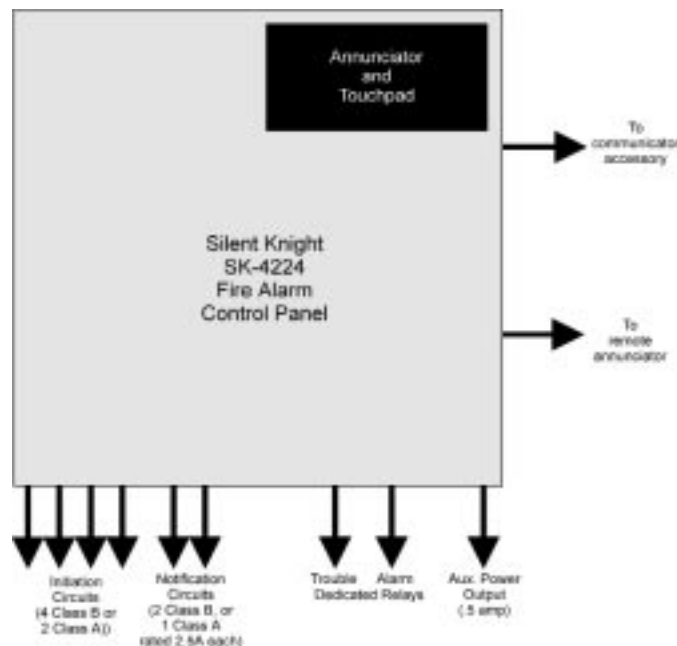 Annunciator
and
Touchpad
To
communicator
accessory
Silent Knight
SK-4224
Fire Alarm
Control Panel
To
remote
annunciator
Initiation
Circuits
(4 Class B or
2 Class A))
Notification
Circuits
(2 Class B, or
1 Class A
rated 2.5A each)
Trouble Alarm
Dedicated Relays
Aux. Power
Output
(.5 amp)